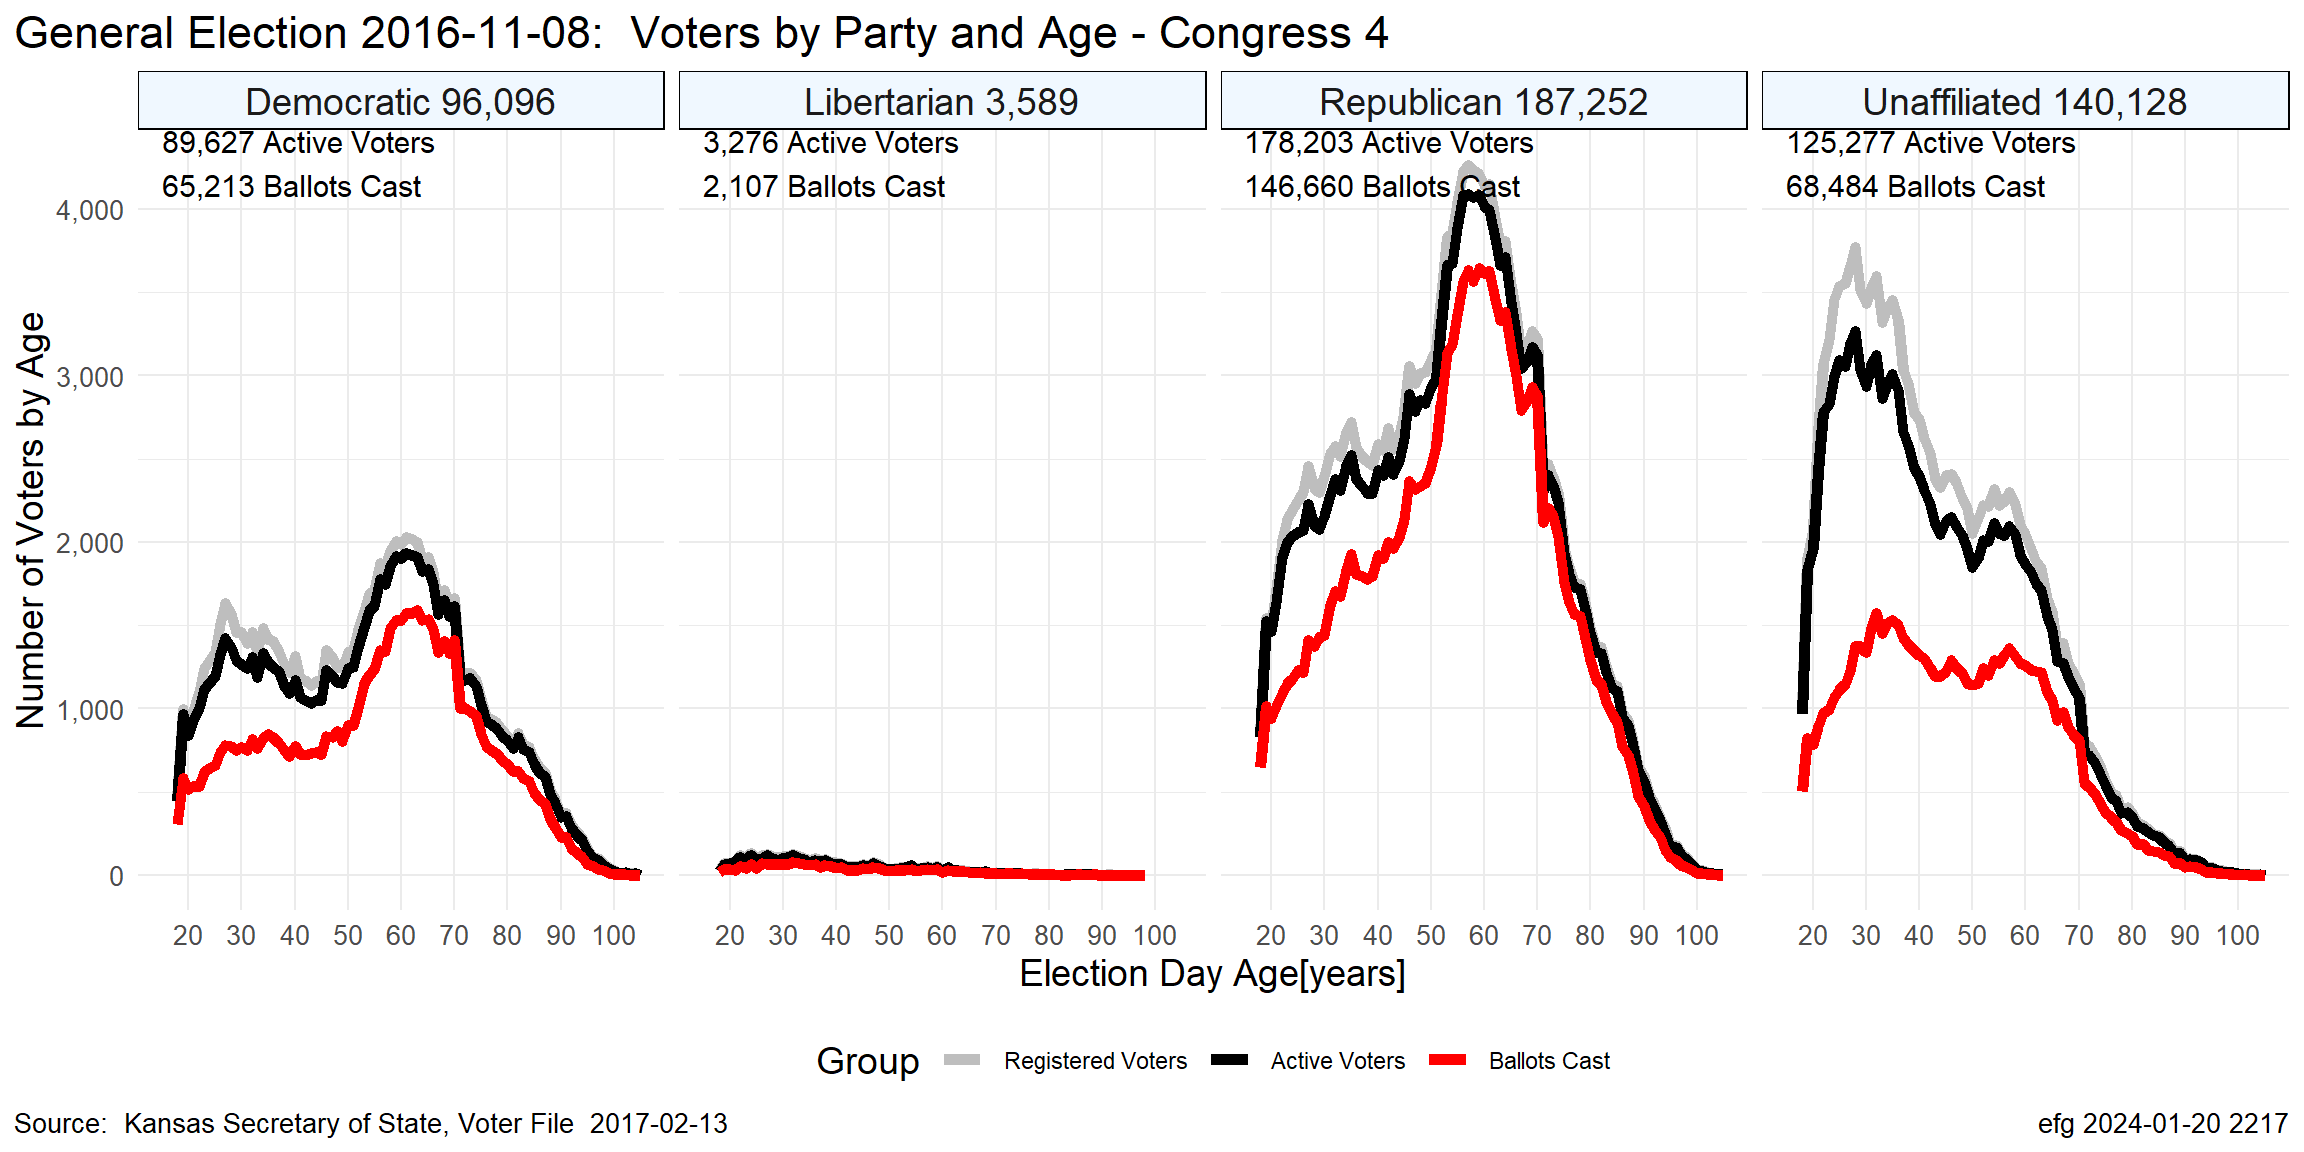 General Election 2016-11-08:  Voters by Party and Age - Congress 4
Democratic 96,096
Libertarian 3,589
Republican 187,252
Unaffiliated 140,128
89,627 Active Voters
65,213 Ballots Cast
3,276 Active Voters
2,107 Ballots Cast
178,203 Active Voters
146,660 Ballots Cast
125,277 Active Voters
68,484 Ballots Cast
Number of Voters by Age
4,000
3,000
2,000
1,000
0
20 30 40 50 60 70 80 90 100
20 30 40 50 60 70 80 90 100
20 30 40 50 60 70 80 90 100
20 30 40 50 60 70 80 90 100
Election Day Age[years]
Group Registered Voters Active Voters Ballots Cast
Source:  Kansas Secretary of State, Voter File  2017-02-13
efg 2024-01-20 2217